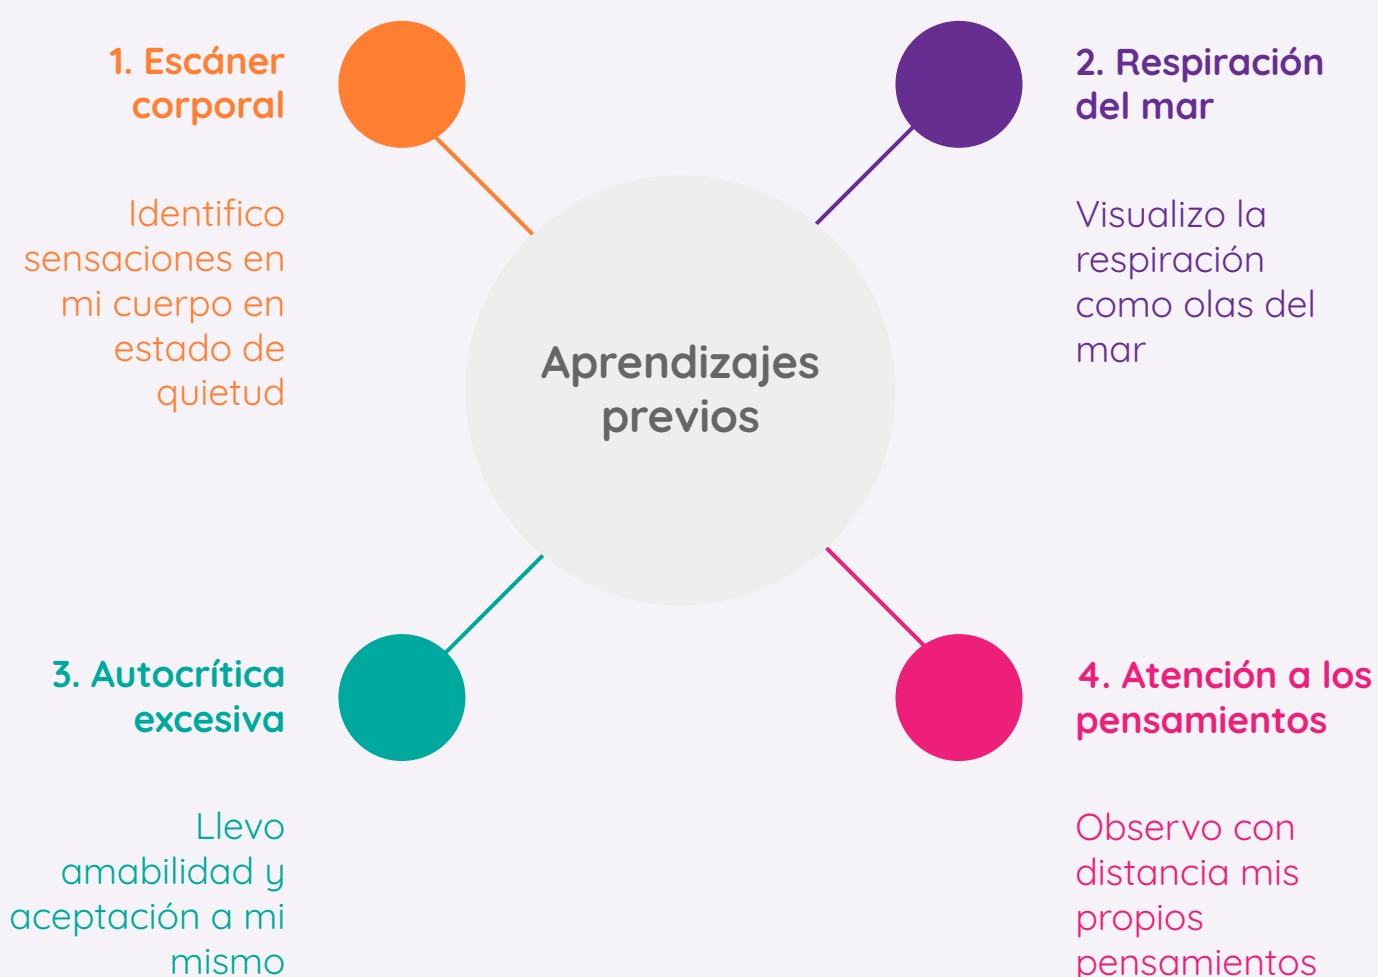 1. Escáner
corporal
Identifico
sensaciones en
mi cuerpo en
estado de
quietud
2. Respiración
del mar
Visualizo la
respiración
como olas del
mar
Aprendizajes
previos
3. Autocrítica
excesiva
Llevo
amabilidad y
aceptación a mi
mismo
4. Atención a los
pensamientos
Observo con
distancia mis
propios
pensamientos